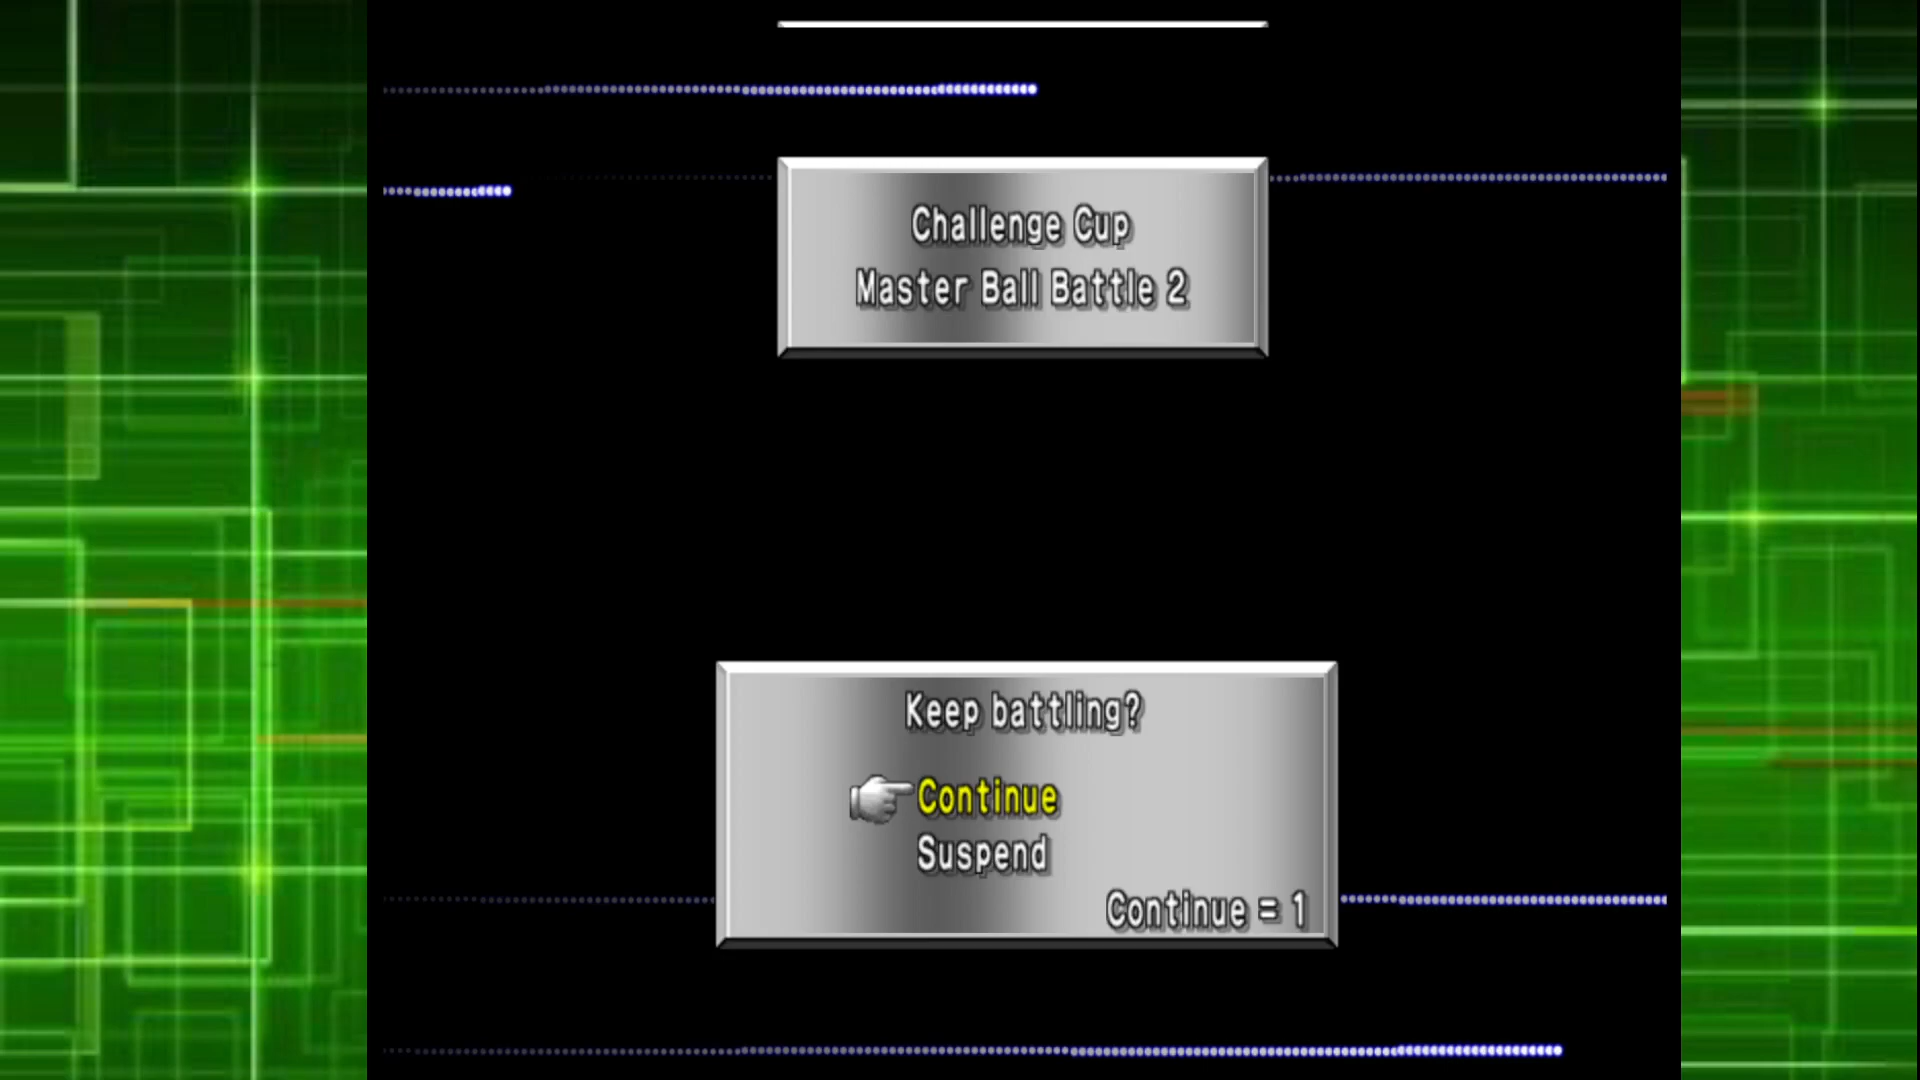 Challenge Cup
Master Ball Battle 2
Keep battling?
Continue
Suspend
Continue = 1